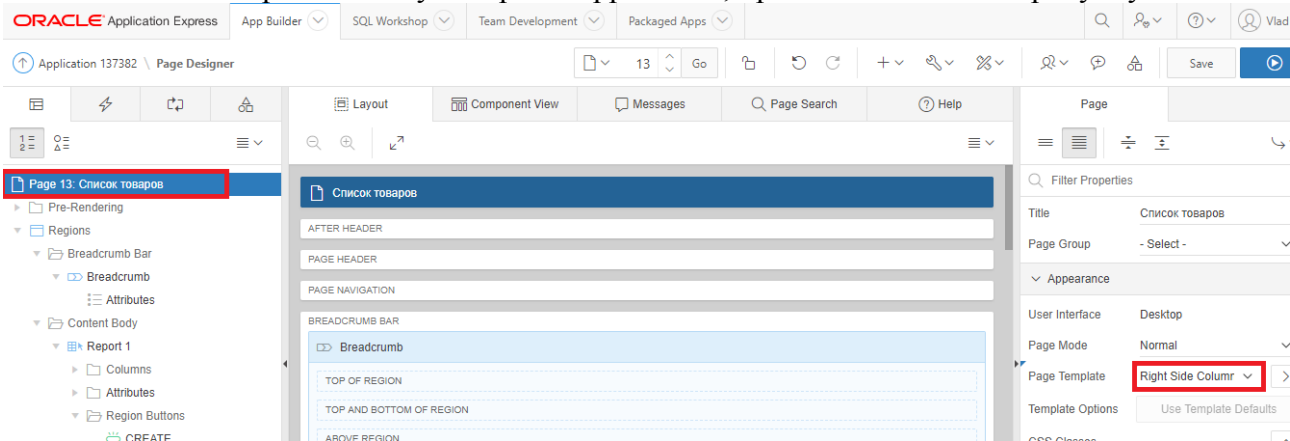 ORACLE Application Express App Builder SQL Workshop Team Development Packaged Apps Vlad
Application 137382 \ Page Designer 13 Go Save
Layout Component View Messages Page Search Help Page
Page 13: Список товаров
Pre-Rendering
Regions
Breadcrumb Bar
Breadcrumb
Attributes
Content Body
Report 1
Columns
Attributes
Region Buttons
CREATE
Список товаров
AFTER HEADER
PAGE HEADER
PAGE NAVIGATION
BREADCRUMB BAR
Breadcrumb
TOP OF REGION
TOP AND BOTTOM OF REGION
ABOVE REGION
Filter Properties
Title Список товаров
Page Group - Select -
Appearance
User Interface Desktop
Page Mode Normal
Page Template Right Side Column
Template Options Use Template Defaults
CSS Classes